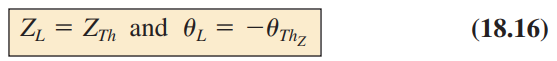 Z_L = Z_Th and θ_L = −θ_Th_Z (18.16)